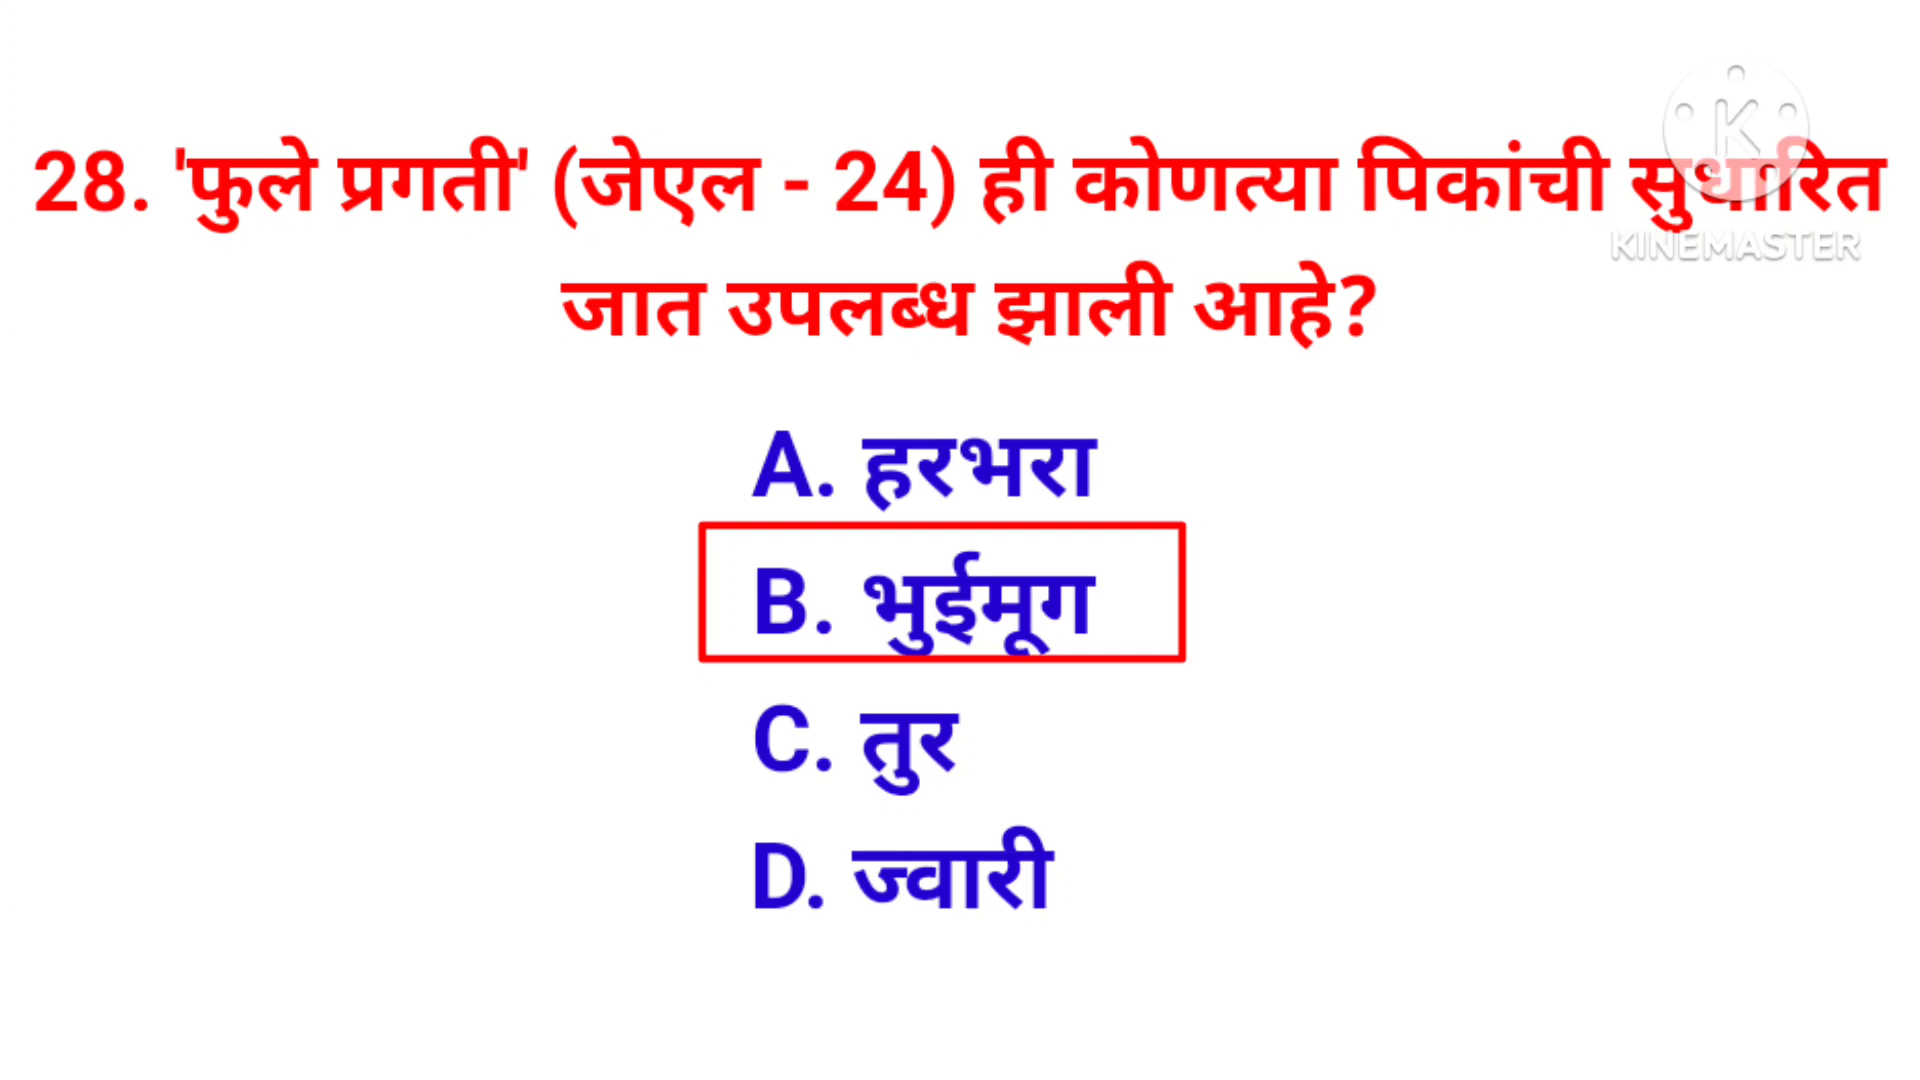 28. 'फुले प्रगती' (जेएल - 24) ही कोणत्या पिकांची सुधारित
जात उपलब्ध झाली आहे?
A. हरभरा
B. भुईमूग
C. तुर
D. ज्वारी
K
KINEMASTER